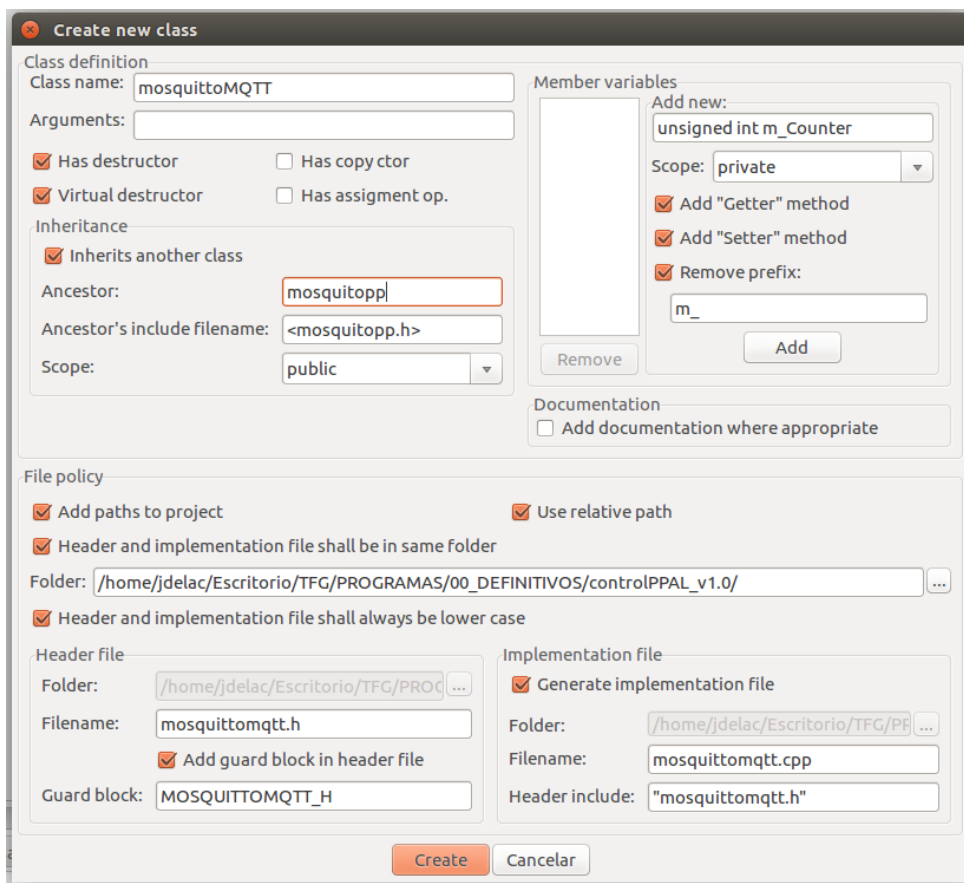 Create new class
Class definition
Class name: mosquittoMQTT
Arguments:
Has destructor
Has copy ctor
Virtual destructor
Has assigment op.
Inheritance
Inherits another class
Ancestor: mosquitopp
Ancestor's include filename: <mosquitopp.h>
Scope: public
Member variables
Add new:
unsigned int m_Counter
Scope: private
Add "Getter" method
Add "Setter" method
Remove prefix:
m_
Add
Remove
Documentation
Add documentation where appropriate
File policy
Add paths to project
Use relative path
Header and implementation file shall be in same folder
Folder: /home/jdelac/Escritorio/TFG/PROGRAMAS/00_DEFINITIVOS/controlPPAL_v1.0/ ...
Header and implementation file shall always be lower case
Header file
Folder: /home/jdelac/Escritorio/TFG/PROG ...
Filename: mosquittomqtt.h
Add guard block in header file
Guard block: MOSQUITTOMQTT_H
Implementation file
Generate implementation file
Folder: /home/jdelac/Escritorio/TFG/PF ...
Filename: mosquittomqtt.cpp
Header include: "mosquittomqtt.h"
Create
Cancelar